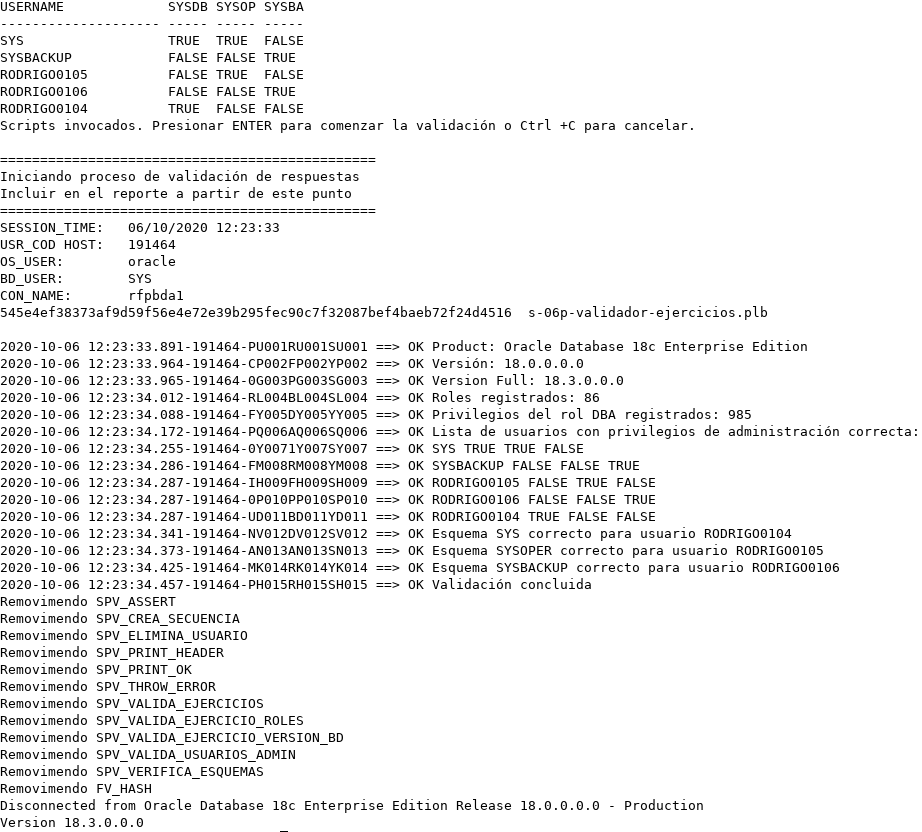 USERNAME             SYSDB SYSOP SYSBA
-------------------- ----- ----- -----
SYS                  TRUE  TRUE  FALSE
SYSBACKUP            FALSE FALSE TRUE
RODRIGO0105          FALSE TRUE  FALSE
RODRIGO0106          FALSE FALSE TRUE
RODRIGO0104          TRUE  FALSE FALSE
Scripts invocados. Presionar ENTER para comenzar la validación o Ctrl +C para cancelar.

===============================================
Iniciando proceso de validación de respuestas
Incluir en el reporte a partir de este punto
===============================================
SESSION_TIME:   06/10/2020 12:23:33
USR_COD HOST:   191464
OS_USER:        oracle
BD_USER:        SYS
CON_NAME:       rfpbda1
545e4ef38373af9d59f56e4e72e39b295fec90c7f32087bef4baeb72f24d4516  s-06p-validador-ejercicios.plb

2020-10-06 12:23:33.891-191464-PU001RU001SU001 ==> OK Product: Oracle Database 18c Enterprise Edition
2020-10-06 12:23:33.964-191464-CP002FP002YP002 ==> OK Versión: 18.0.0.0.0
2020-10-06 12:23:33.965-191464-0G003PG003SG003 ==> OK Version Full: 18.3.0.0.0
2020-10-06 12:23:34.012-191464-RL004BL004SL004 ==> OK Roles registrados: 86
2020-10-06 12:23:34.088-191464-FY005DY005YY005 ==> OK Privilegios del rol DBA registrados: 985
2020-10-06 12:23:34.172-191464-PQ006AQ006SQ006 ==> OK Lista de usuarios con privilegios de administración correcta:
2020-10-06 12:23:34.255-191464-0Y0071Y007SY007 ==> OK SYS TRUE TRUE FALSE
2020-10-06 12:23:34.286-191464-FM008RM008YM008 ==> OK SYSBACKUP FALSE FALSE TRUE
2020-10-06 12:23:34.287-191464-IH009FH009SH009 ==> OK RODRIGO0105 FALSE TRUE FALSE
2020-10-06 12:23:34.287-191464-0P010PP010SP010 ==> OK RODRIGO0106 FALSE FALSE TRUE
2020-10-06 12:23:34.287-191464-UD011BD011YD011 ==> OK RODRIGO0104 TRUE FALSE FALSE
2020-10-06 12:23:34.341-191464-NV012DV012SV012 ==> OK Esquema SYS correcto para usuario RODRIGO0104
2020-10-06 12:23:34.373-191464-AN013AN013SN013 ==> OK Esquema SYSOPER correcto para usuario RODRIGO0105
2020-10-06 12:23:34.425-191464-MK014RK014YK014 ==> OK Esquema SYSBACKUP correcto para usuario RODRIGO0106
2020-10-06 12:23:34.457-191464-PH015RH015SH015 ==> OK Validación concluida
Removimendo SPV_ASSERT
Removimendo SPV_CREA_SECUENCIA
Removimendo SPV_ELIMINA_USUARIO
Removimendo SPV_PRINT_HEADER
Removimendo SPV_PRINT_OK
Removimendo SPV_THROW_ERROR
Removimendo SPV_VALIDA_EJERCICIOS
Removimendo SPV_VALIDA_EJERCICIO_ROLES
Removimendo SPV_VALIDA_EJERCICIO_VERSION_BD
Removimendo SPV_VALIDA_USUARIOS_ADMIN
Removimendo SPV_VERIFICA_ESQUEMAS
Removimendo FV_HASH
Disconnected from Oracle Database 18c Enterprise Edition Release 18.0.0.0.0 - Production
Version 18.3.0.0.0                 _